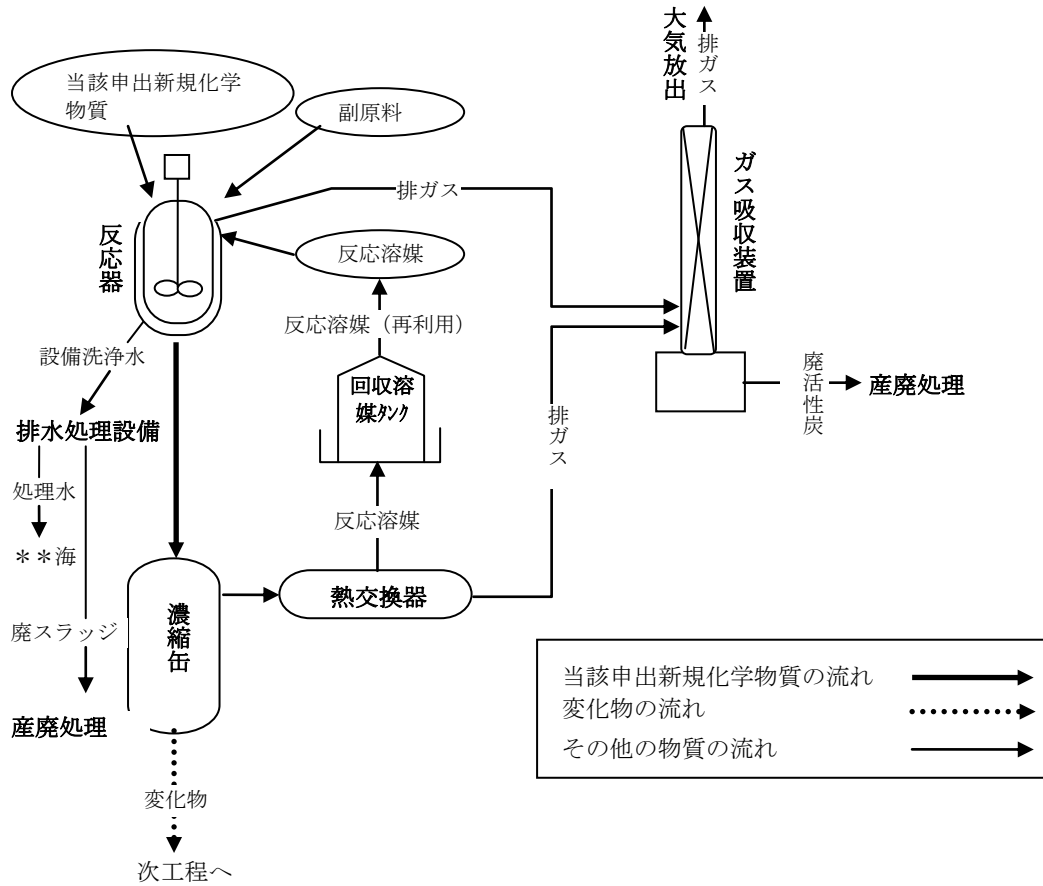 当該申出新規化学
物質
副原料
大気放出
排ガス
ガス吸収装置
排ガス
反応器
反応溶媒
反応溶媒（再利用）
設備洗浄水
回収溶
媒タンク
廃活性炭
産廃処理
排ガス
排水処理設備
処理水
反応溶媒
＊＊海
熱交換器
濃縮缶
廃スラッジ
産廃処理
当該申出新規化学物質の流れ
変化物の流れ
その他の物質の流れ
変化物
次工程へ